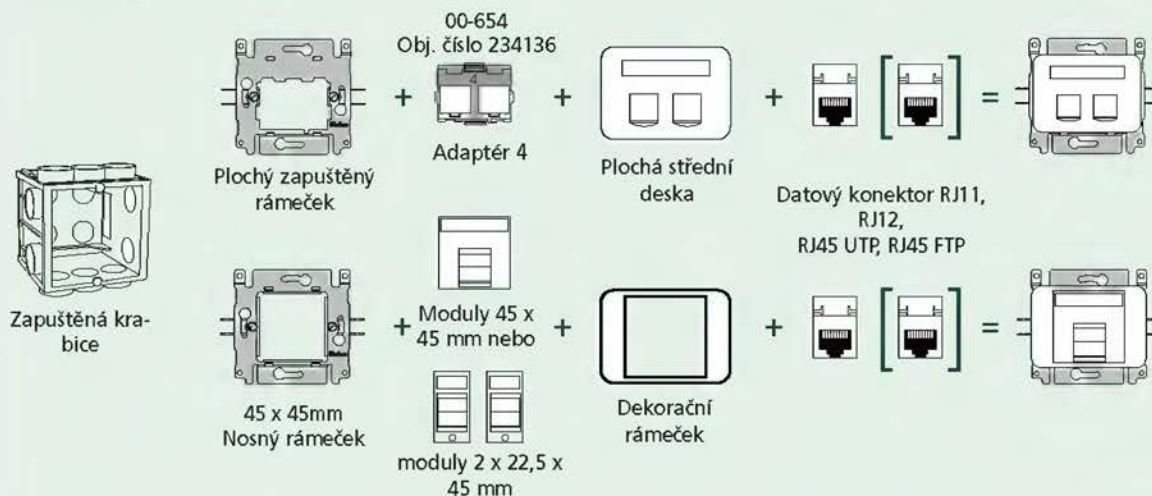 00-654
Obj. číslo 234136
4
Adaptér 4
Plochý zapuštěný
rámeček
Plochá střední
deska
Datový konektor RJ11,
RJ12,
RJ45 UTP, RJ45 FTP
Zapuštěná kra-
bice
45 x 45mm
Nosný rámeček
Moduly 45 x
45 mm nebo
moduly 2 x 22,5 x
45 mm
Dekorační
rámeček